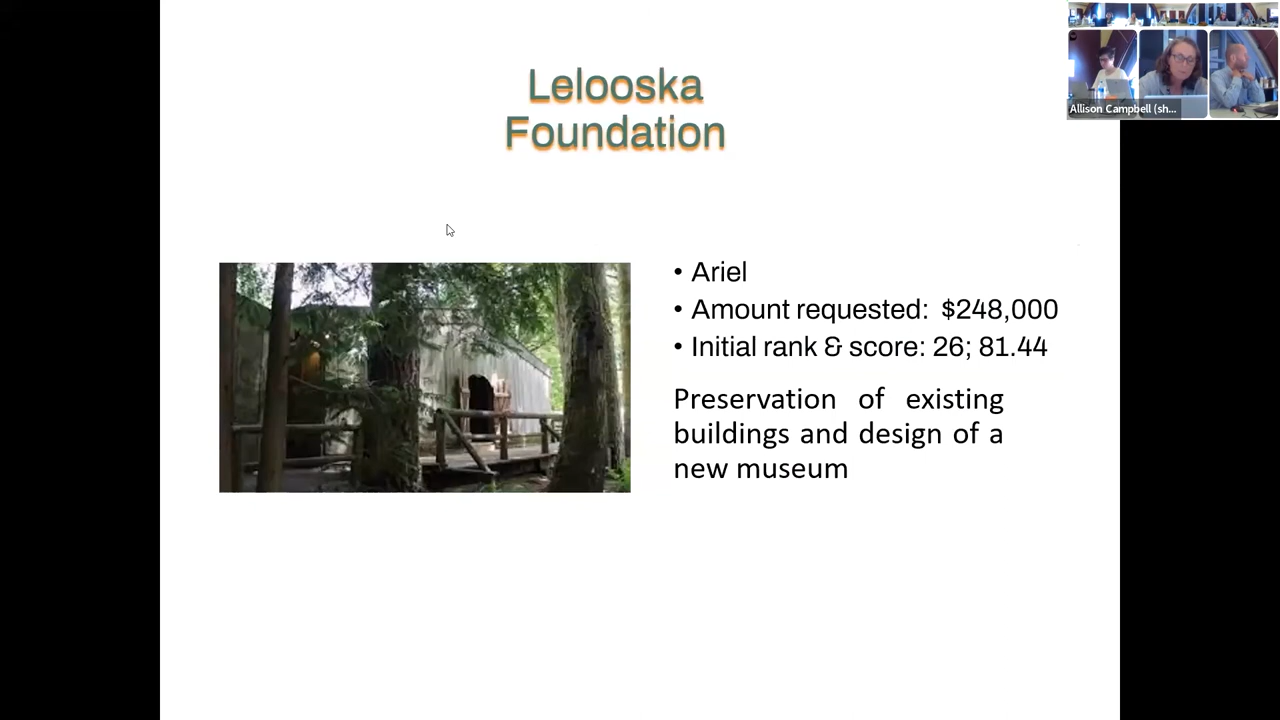 Lelooska
Foundation
Allison Campbell (sh...
• Ariel
• Amount requested:  $248,000
• Initial rank & score: 26; 81.44
Preservation of existing
buildings and design of a
new museum